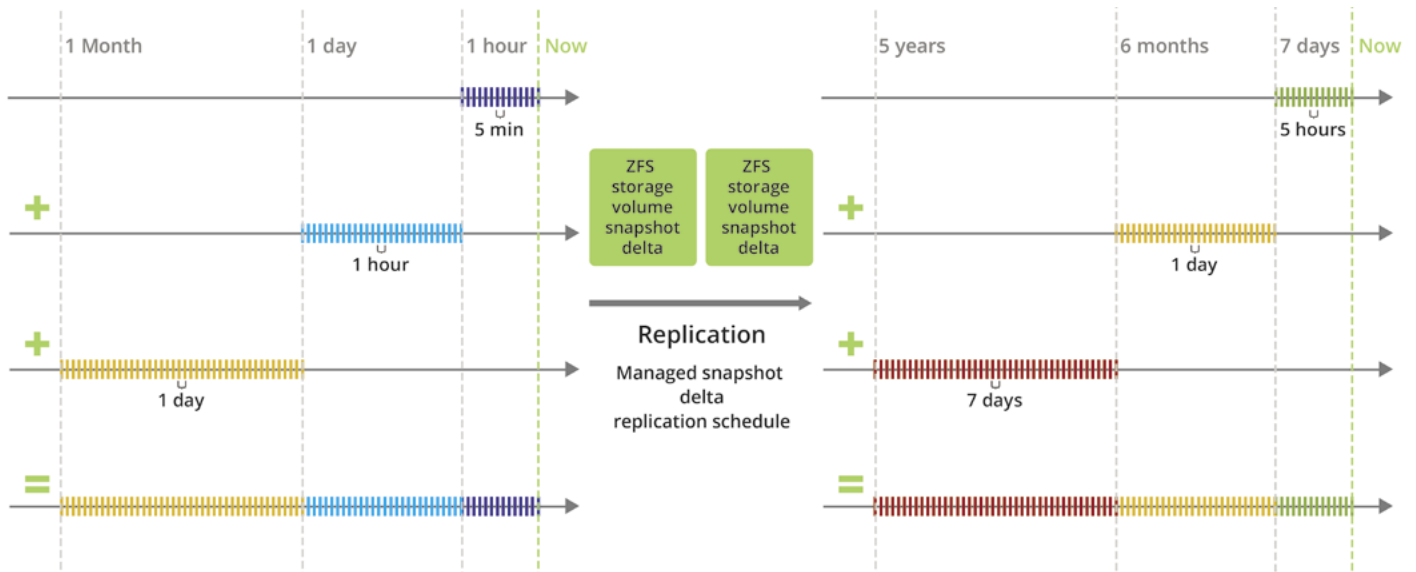 1 Month
1 day
1 hour
Now
5 min
+
1 hour
+
1 day
=
ZFS
storage
volume
snapshot
delta
ZFS
storage
volume
snapshot
delta
Replication
Managed snapshot
delta
replication schedule
5 years
6 months
7 days
Now
5 hours
+
1 day
+
7 days
=